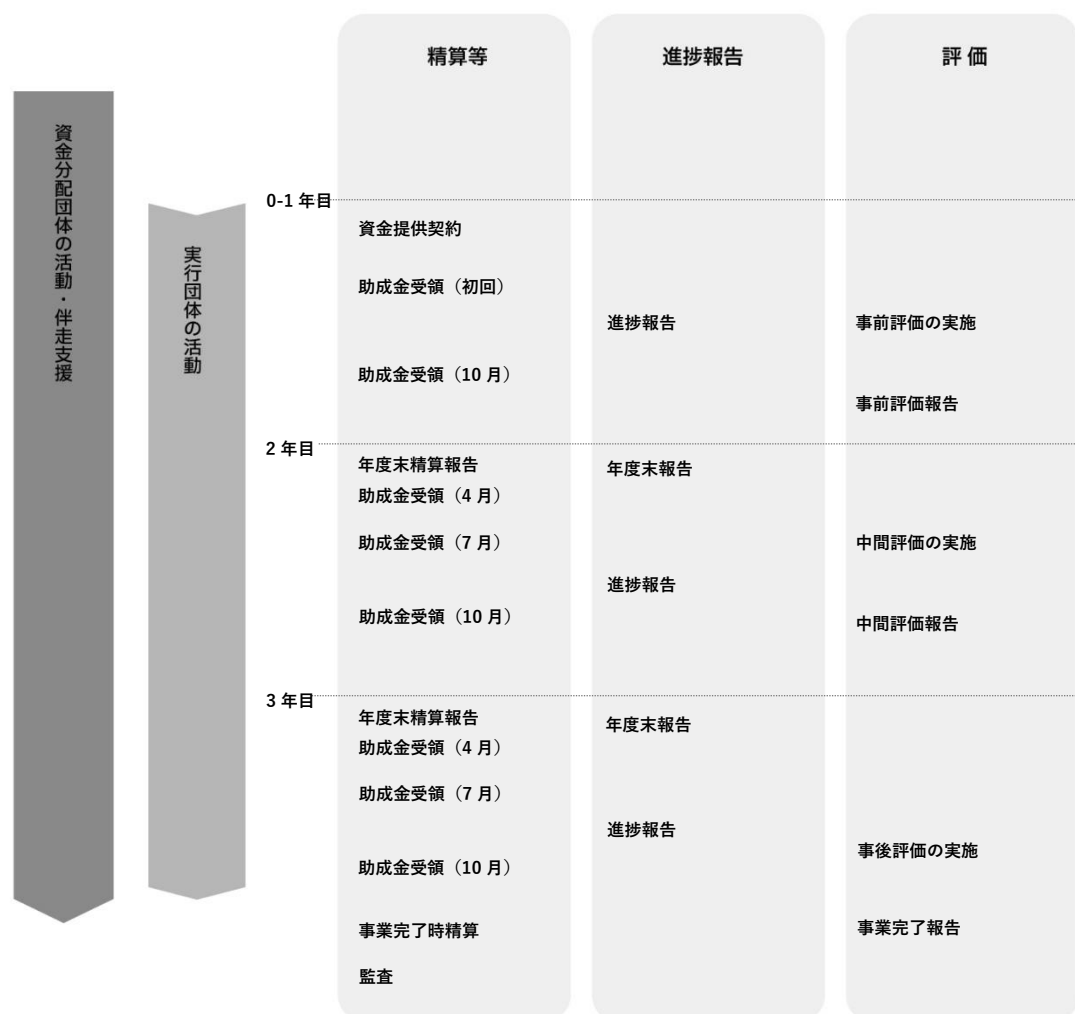 精算等
進捗報告
評 価
資金分配団体の活動・伴走支援
実行団体の活動
0-1 年目
資金提供契約
助成金受領（初回）
進捗報告
事前評価の実施
助成金受領（10 月）
事前評価報告
2 年目
年度末精算報告
年度末報告
助成金受領（4 月）
助成金受領（7 月）
中間評価の実施
進捗報告
助成金受領（10 月）
中間評価報告
3 年目
年度末精算報告
年度末報告
助成金受領（4 月）
助成金受領（7 月）
進捗報告
事後評価の実施
助成金受領（10 月）
事業完了時精算
事業完了報告
監査